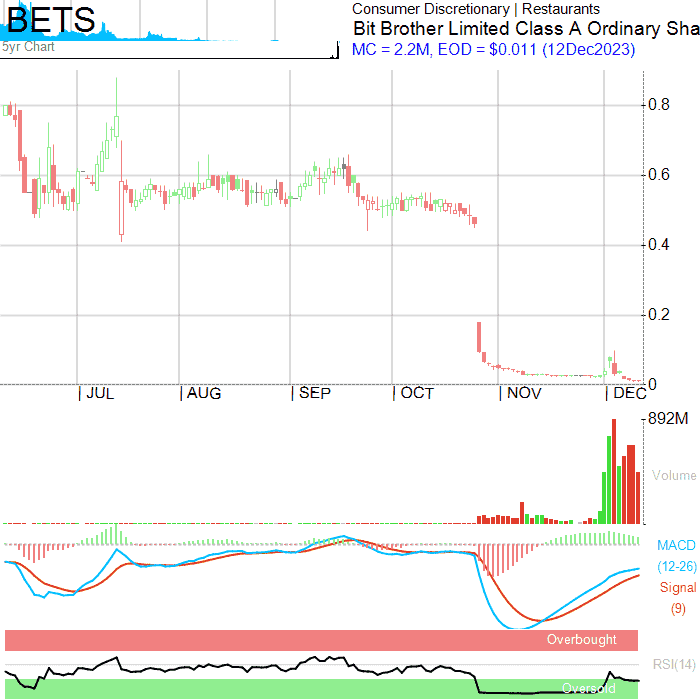 BETS
5yr Chart
Consumer Discretionary | Restaurants
Bit Brother Limited Class A Ordinary Sha
MC = 2.2M, EOD = $0.011 (12Dec2023)
0.8
0.6
0.4
0.2
0
JUL AUG SEP OCT NOV DEC
892M
Volume
MACD
(12-26)
Signal
(9)
Overbought
RSI(14)
Oversold